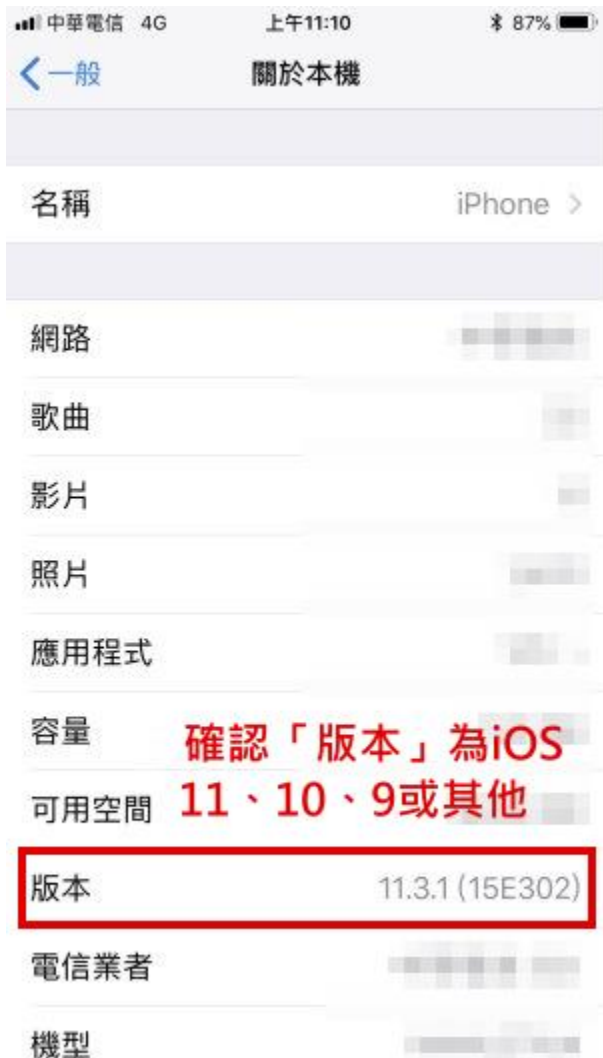 中華電信 4G 上午11:10 87%
一般 關於本機
名稱 iPhone
網路
歌曲
影片
照片
應用程式
容量
確認「版本」為iOS
可用空間
11、10、9或其他
版本 11.3.1 (15E302)
電信業者
機型